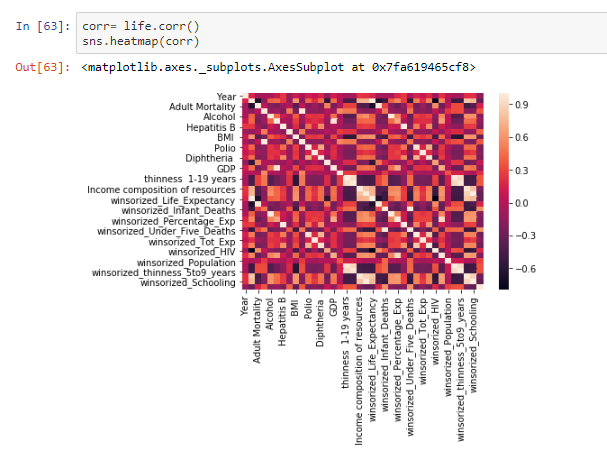 In [63]: corr= life.corr()
sns.heatmap(corr)
Out[63]: <matplotlib.axes._subplots.AxesSubplot at 0x7fa619465cf8>
Year
Adult Mortality
Alcohol
Hepatitis B
BMI
Polio
Diphtheria
GDP
thinness 1-19 years
Income composition of resources
winsorized_Life_Expectancy
winsorized_Infant_Deaths
winsorized_Percentage_Exp
winsorized_Under_Five_Deaths
winsorized_Tot_Exp
winsorized_HIV
winsorized_Population
winsorized_thinness_5to9_years
winsorized_Schooling
0.9
0.6
0.3
0.0
−0.3
−0.6
Year
Adult Mortality
Alcohol
Hepatitis B
BMI
Polio
Diphtheria
GDP
thinness 1-19 years
Income composition of resources
winsorized_Life_Expectancy
winsorized_Infant_Deaths
winsorized_Percentage_Exp
winsorized_Under_Five_Deaths
winsorized_Tot_Exp
winsorized_HIV
winsorized_Population
winsorized_thinness_5to9_years
winsorized_Schooling